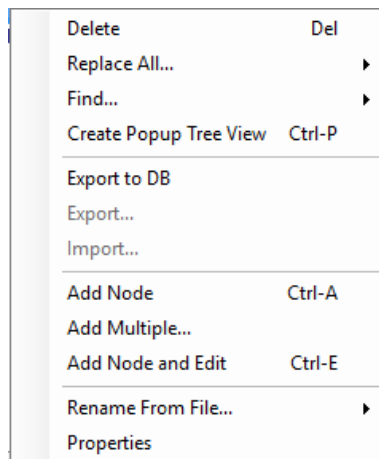 Delete Del
Replace All...
Find...
Create Popup Tree View Ctrl-P
Export to DB
Export...
Import...
Add Node Ctrl-A
Add Multiple...
Add Node and Edit Ctrl-E
Rename From File...
Properties